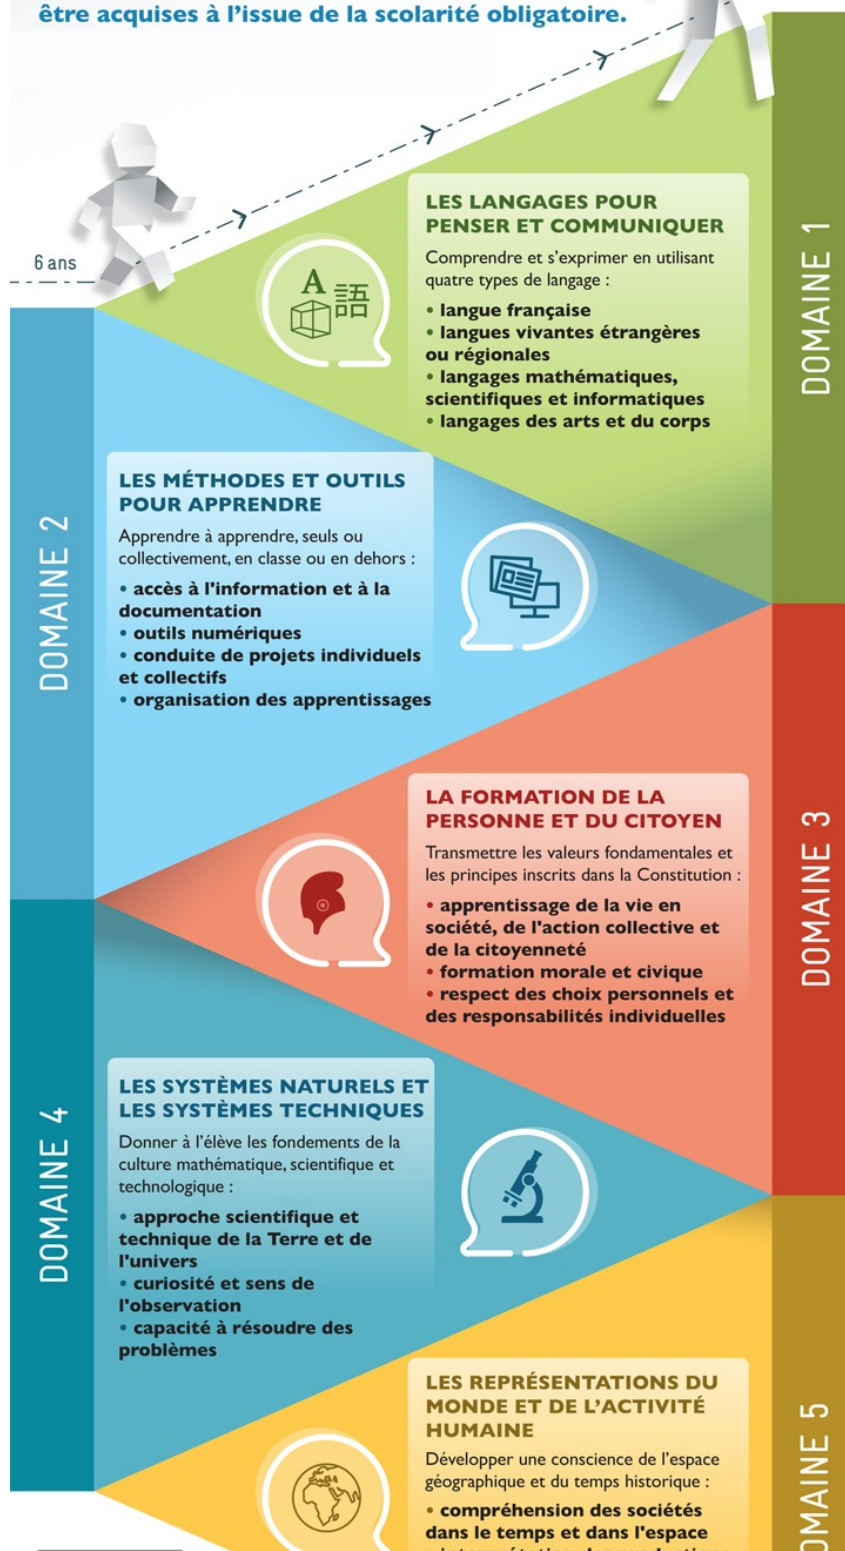 être acquises à l'issue de la scolarité obligatoire.
6 ans
DOMAINE 1
LES LANGAGES POUR
PENSER ET COMMUNIQUER
Comprendre et s'exprimer en utilisant
quatre types de langage :
• langue française
• langues vivantes étrangères
ou régionales
• langages mathématiques,
scientifiques et informatiques
• langages des arts et du corps
A 語
DOMAINE 2
LES MÉTHODES ET OUTILS
POUR APPRENDRE
Apprendre à apprendre, seuls ou
collectivement, en classe ou en dehors :
• accès à l'information et à la
documentation
• outils numériques
• conduite de projets individuels
et collectifs
• organisation des apprentissages
DOMAINE 3
LA FORMATION DE LA
PERSONNE ET DU CITOYEN
Transmettre les valeurs fondamentales et
les principes inscrits dans la Constitution :
• apprentissage de la vie en
société, de l'action collective et
de la citoyenneté
• formation morale et civique
• respect des choix personnels et
des responsabilités individuelles
DOMAINE 4
LES SYSTÈMES NATURELS ET
LES SYSTÈMES TECHNIQUES
Donner à l'élève les fondements de la
culture mathématique, scientifique et
technologique :
• approche scientifique et
technique de la Terre et de
l'univers
• curiosité et sens de
l'observation
• capacité à résoudre des
problèmes
DOMAINE 5
LES REPRÉSENTATIONS DU
MONDE ET DE L'ACTIVITÉ
HUMAINE
Développer une conscience de l'espace
géographique et du temps historique :
• compréhension des sociétés
dans le temps et dans l'espace